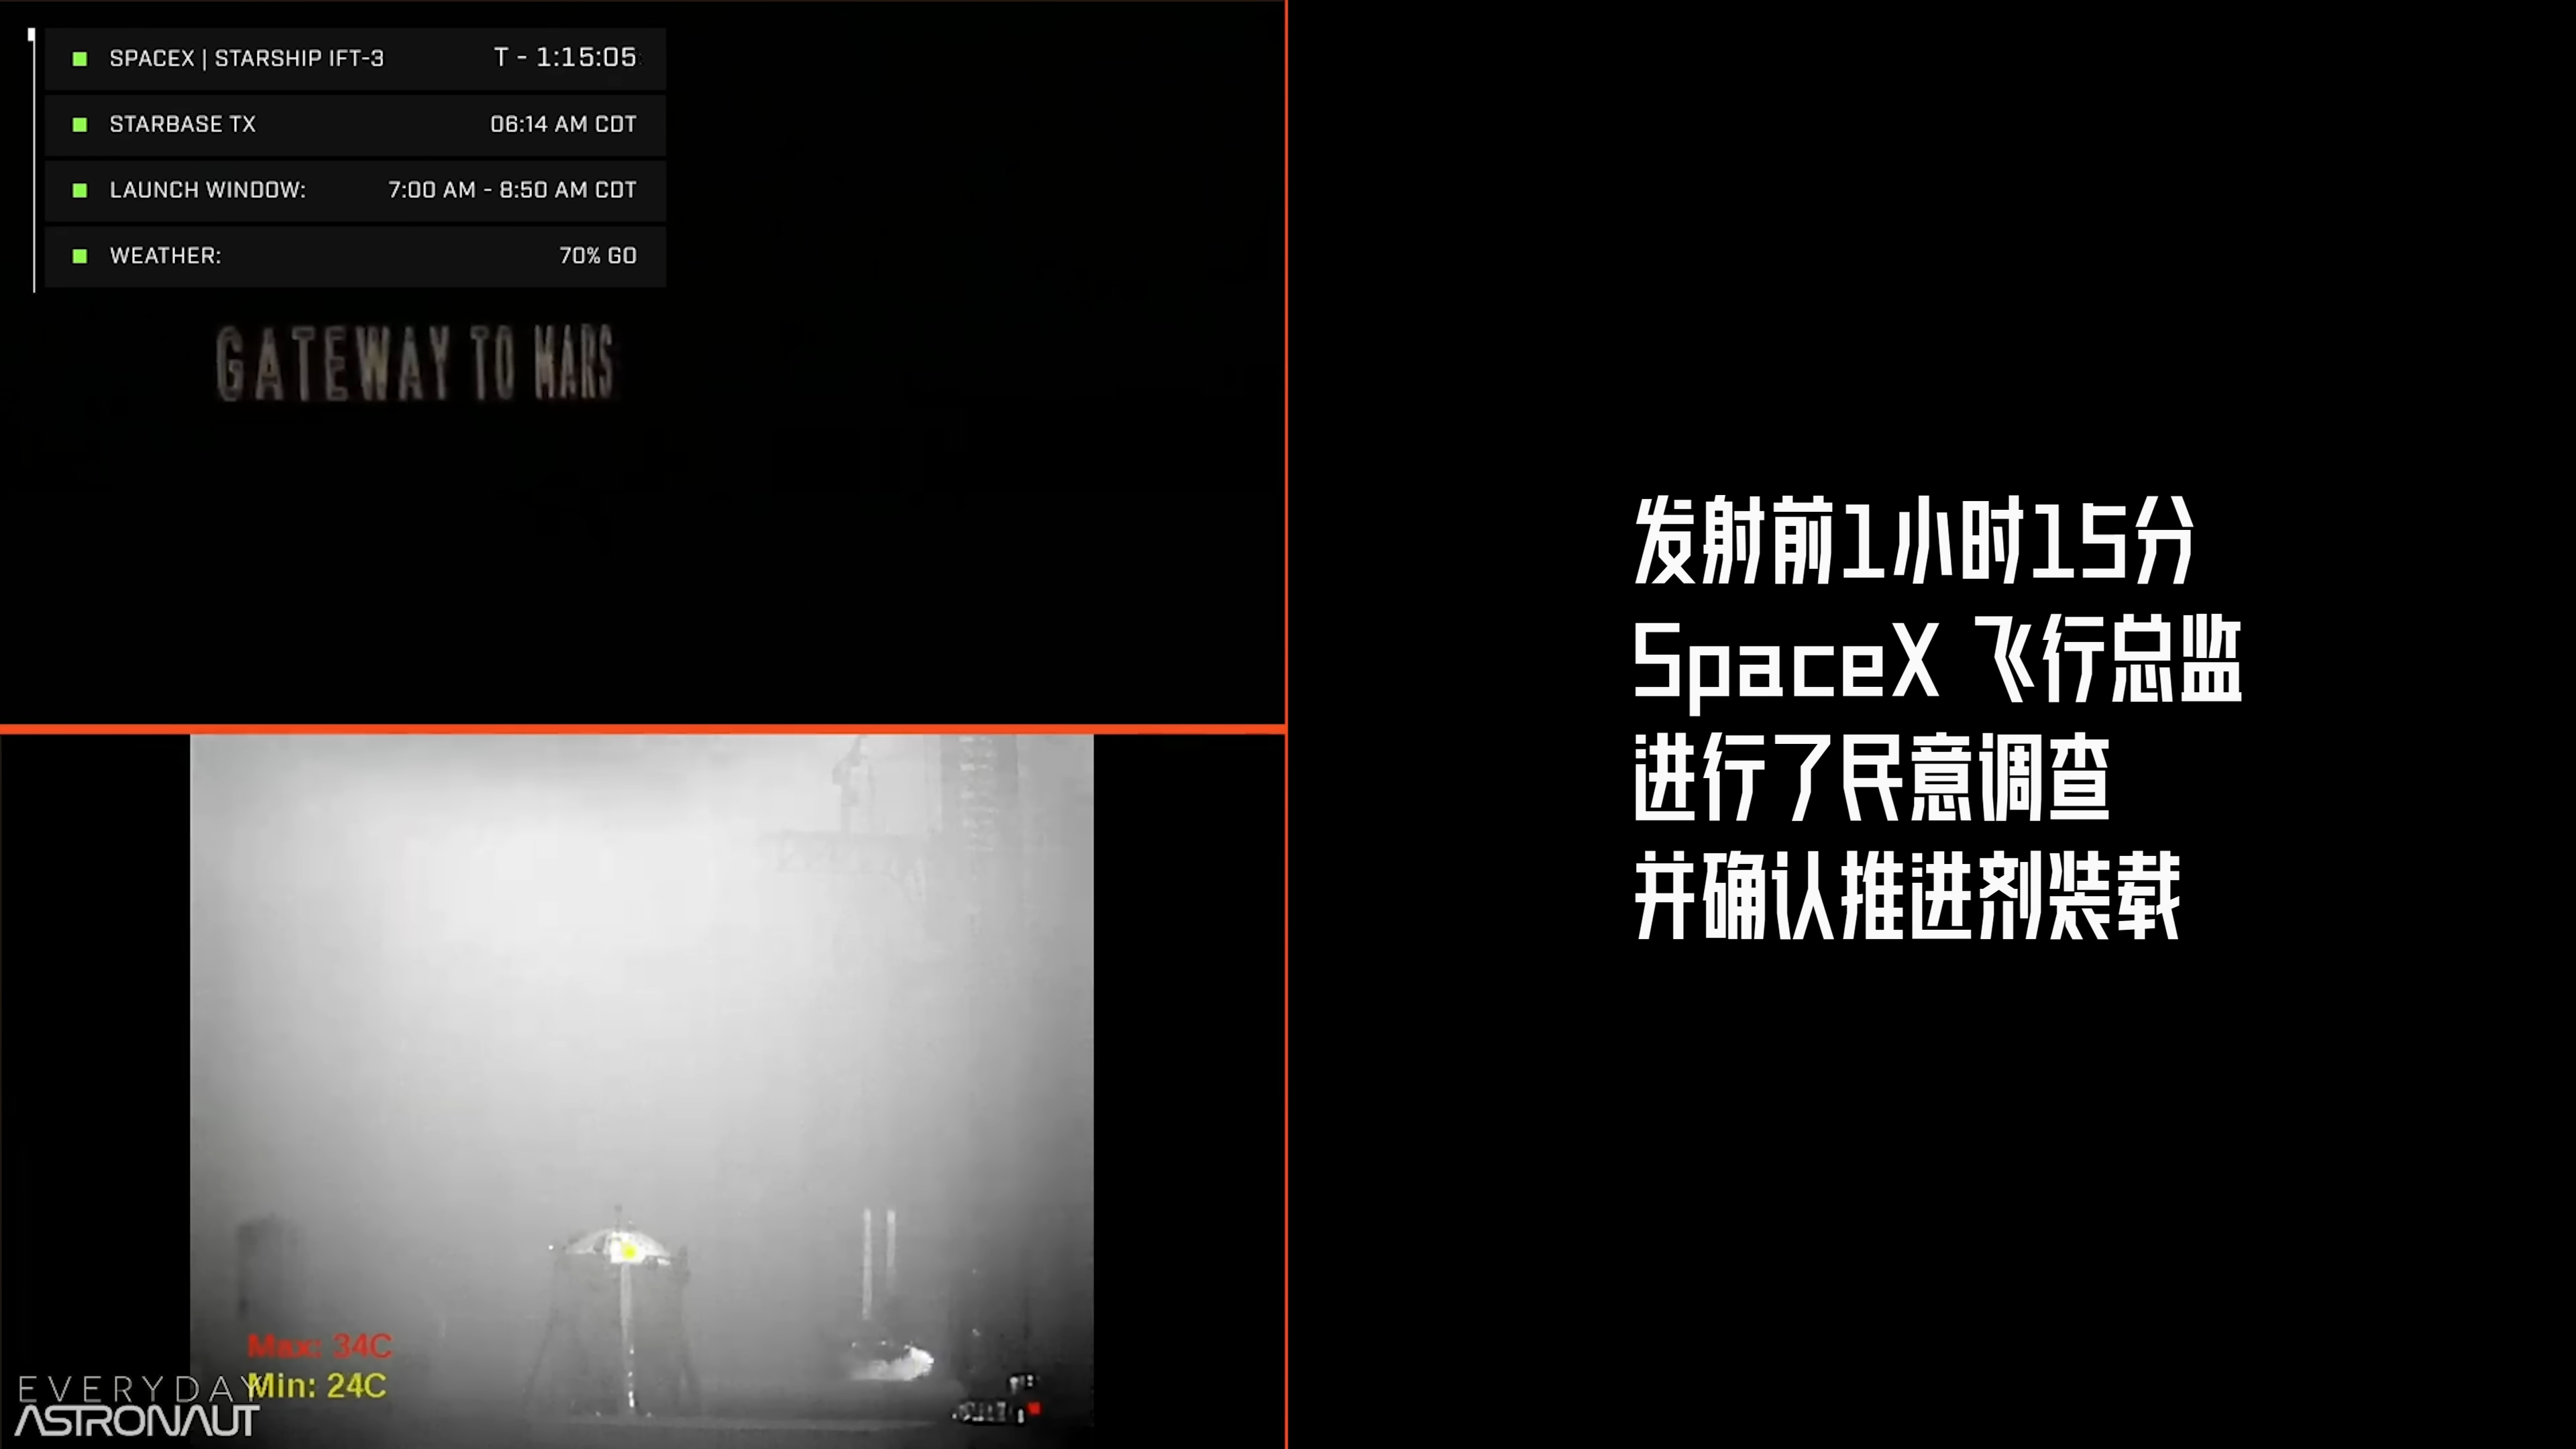 SPACEX | STARSHIP IFT-3 T - 1:15:05
STARBASE TX 06:14 AM CDT
LAUNCH WINDOW: 7:00 AM - 8:50 AM CDT
WEATHER: 70% GO
GATEWAY TO MARS
Max: 34C
Min: 24C
EVERYDAY
ASTRONAUT
发射前1小时15分
SpaceX 飞行总监
进行了民意调查
并确认推进剂装载